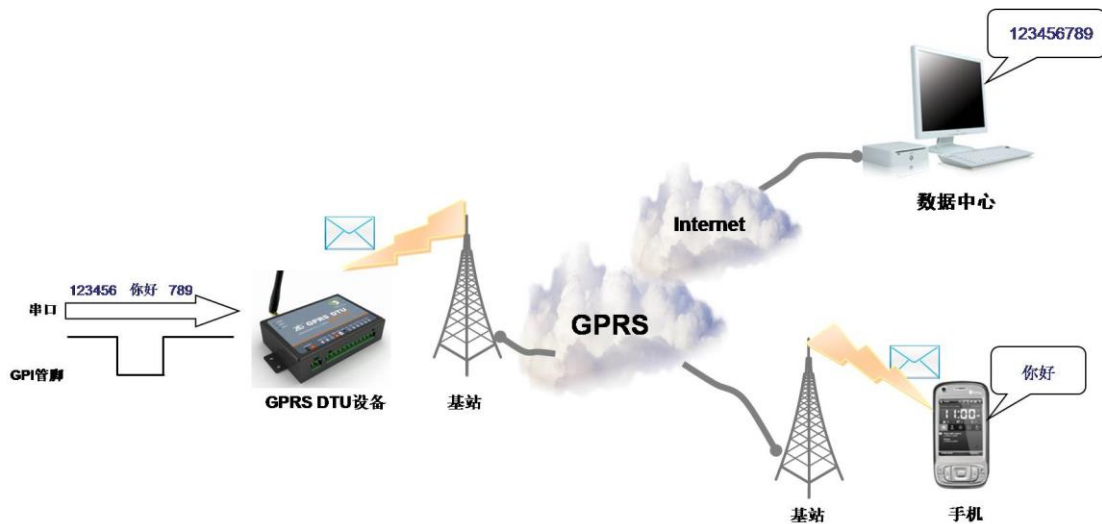 123456789
数据中心
Internet
GPRS
123456 你好 789
串口
GPI管脚
GPRS DTU
GPRS DTU设备
基站
你好
11:00
基站
手机